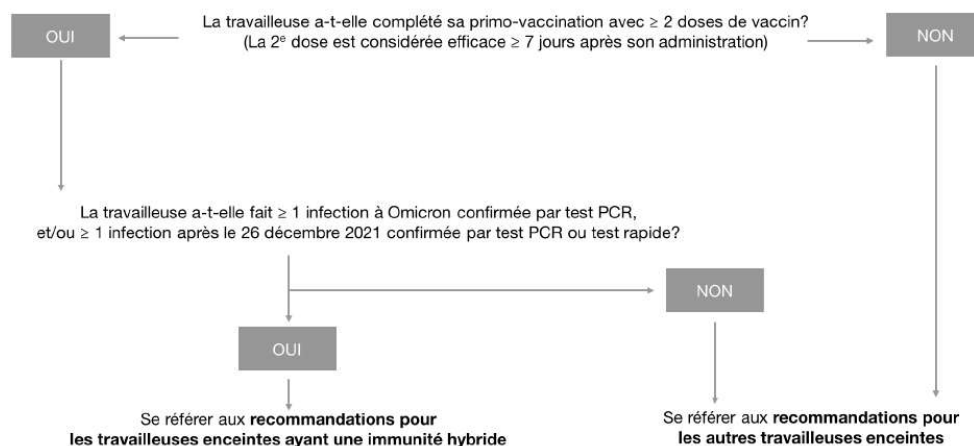 La travailleuse a-t-elle complété sa primo-vaccination avec ≥ 2 doses de vaccin?
(La 2e dose est considérée efficace ≥ 7 jours après son administration)
OUI
NON
La travailleuse a-t-elle fait ≥ 1 infection à Omicron confirmée par test PCR,
et/ou ≥ 1 infection après le 26 décembre 2021 confirmée par test PCR ou test rapide?
NON
OUI
Se référer aux recommandations pour
les travailleuses enceintes ayant une immunité hybride
Se référer aux recommandations pour
les autres travailleuses enceintes